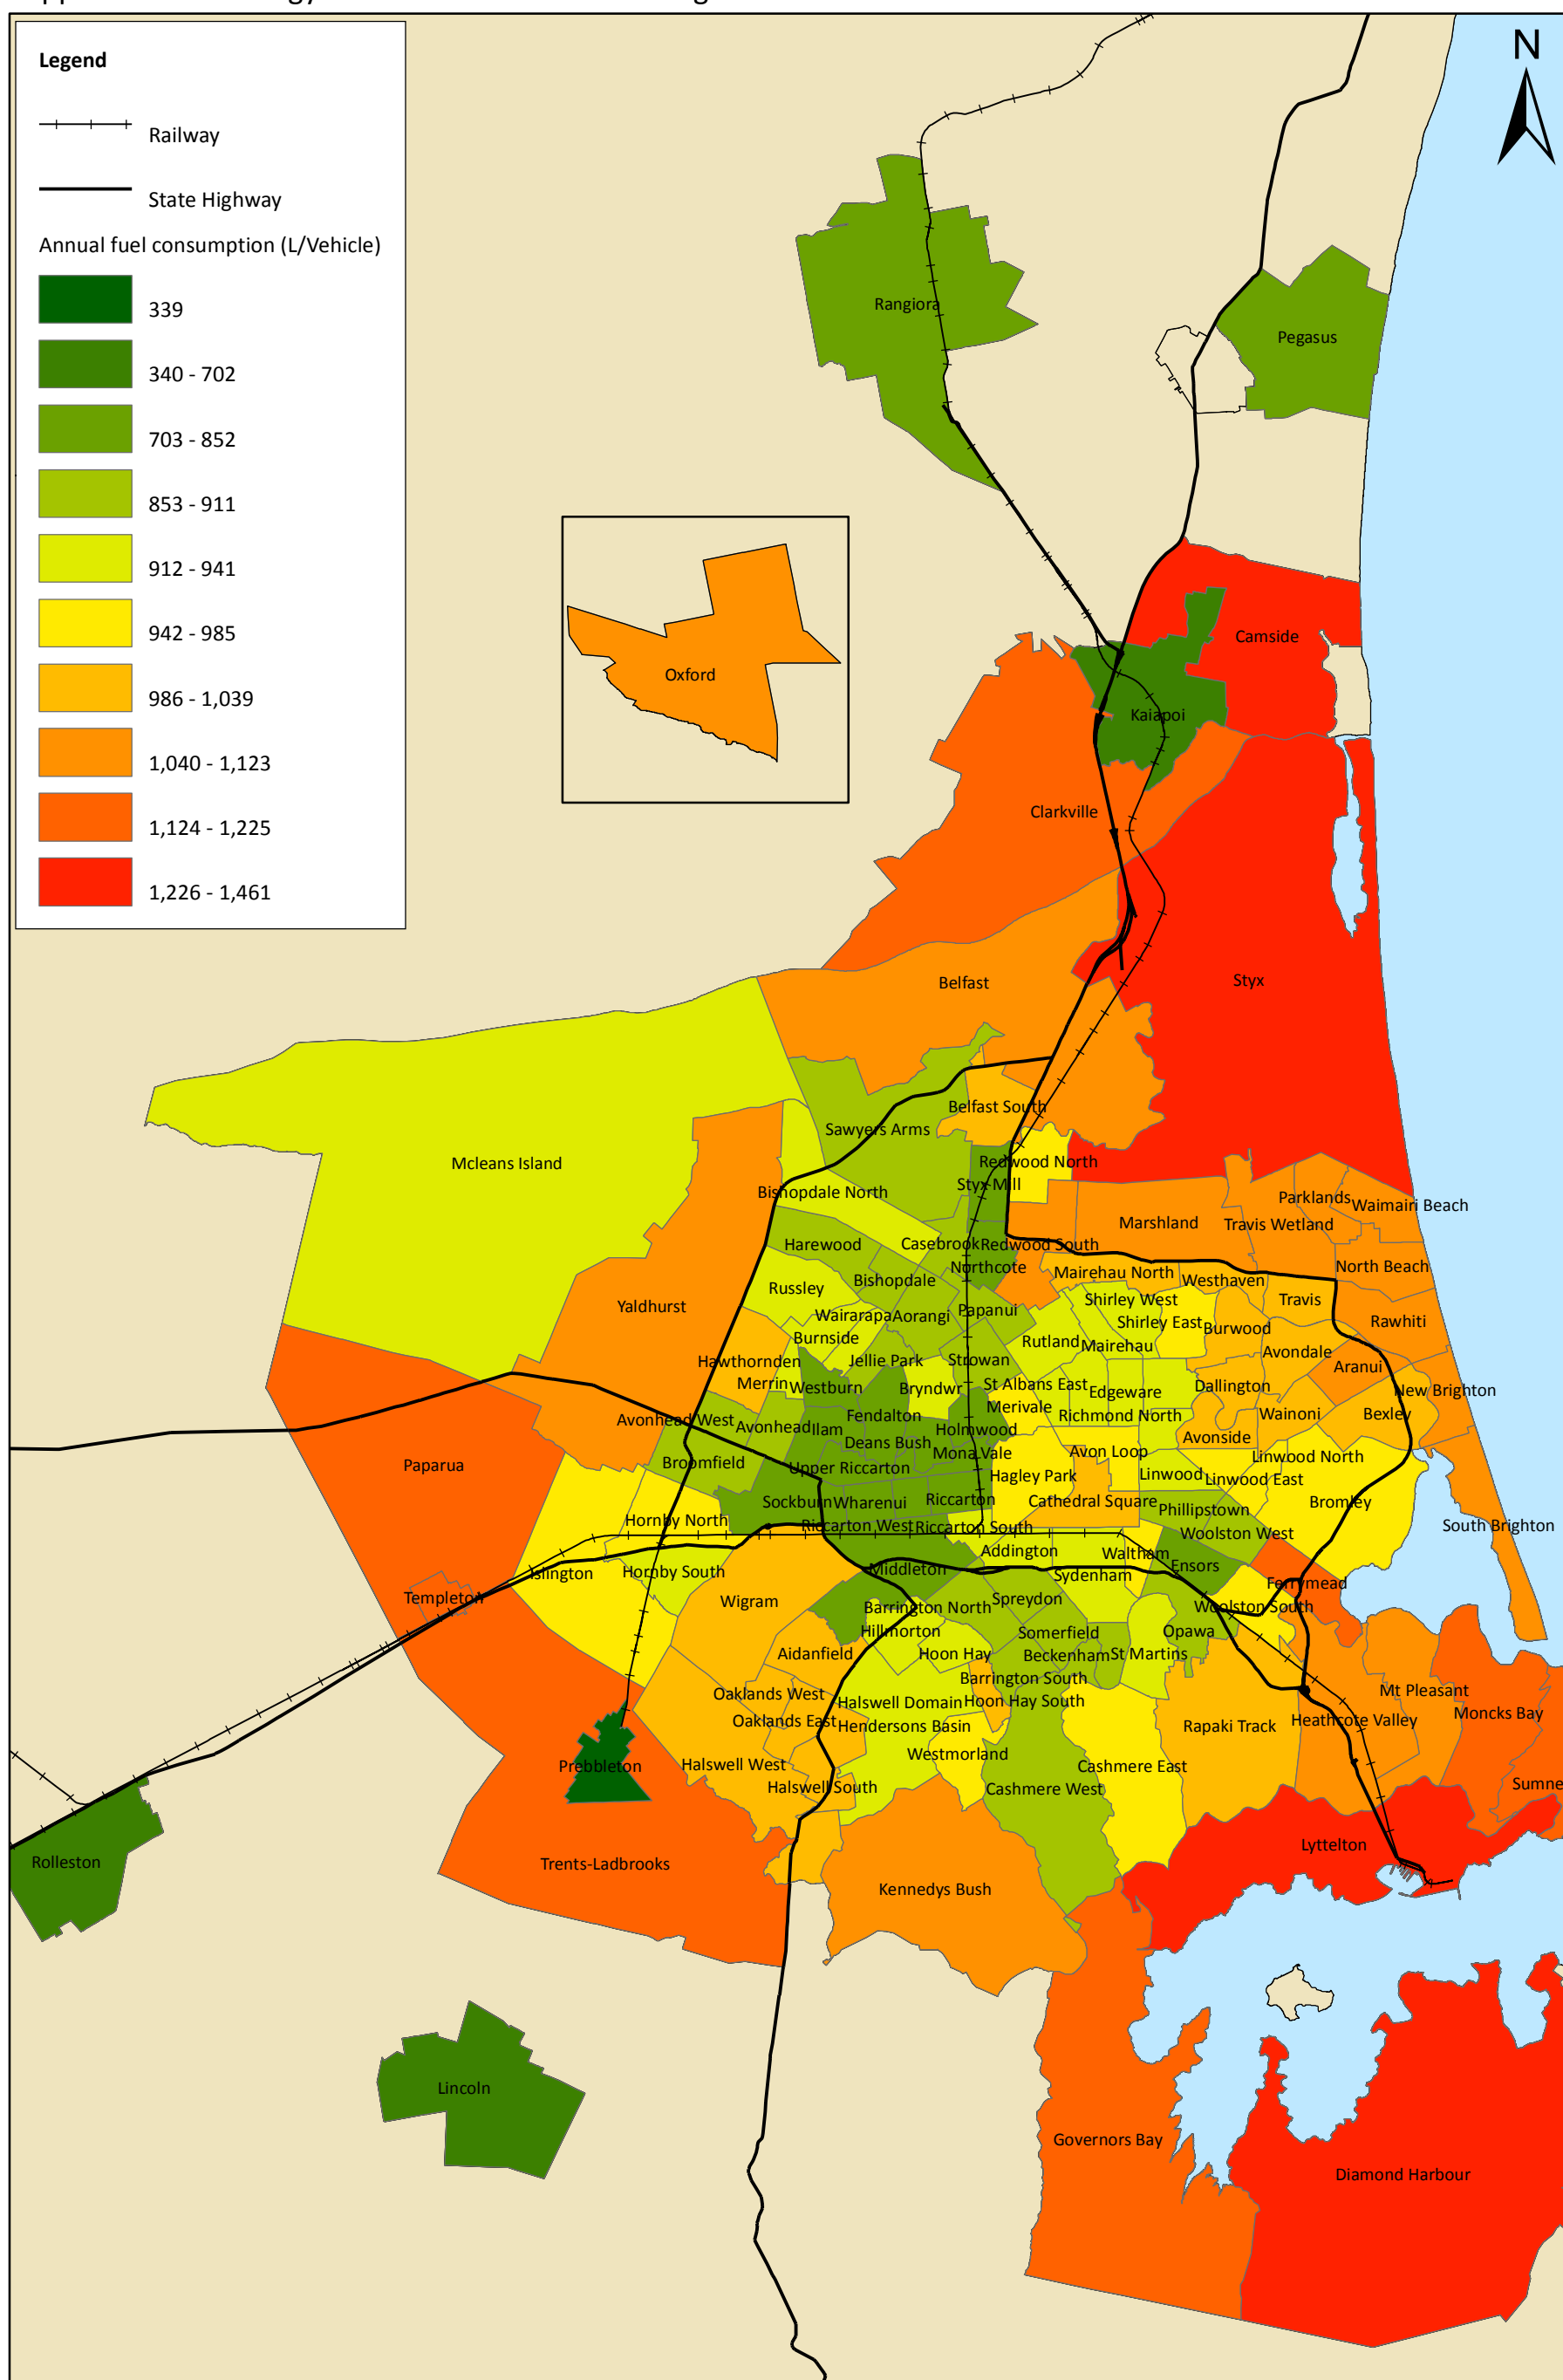 N
Legend
Railway
State Highway
Annual fuel consumption (L/Vehicle)
339
340 - 702
703 - 852
853 - 911
912 - 941
942 - 985
986 - 1,039
1,040 - 1,123
1,124 - 1,225
1,226 - 1,461
Rangiora
Pegasus
Camside
Oxford
Kaiapoi
Clarkville
Belfast
Styx
Belfast South
Sawyers Arms
Mcleans Island
Redwood North
Styx Mill
Bishopdale North
Parklands
Waimairi Beach
Marshland
Travis Wetland
Harewood
Casebrook
Redwood South
Northcote
North Beach
Mairehau North
Bishopdale
Westhaven
Russley
Shirley West
Travis
Yaldhurst
Papanui
Wairarapa
Aorangi
Shirley East
Rawhiti
Burwood
Burnside
Rutland
Mairehau
Avondale
Hawthornden
Jellie Park
Strowan
Aranui
Merrin
Westburn
Bryndwr
St Albans East
Dallington
Edgeware
New Brighton
Merivale
Avonhead West
Avonhead
Fendalton
Richmond North
Wainoni
Bexley
Ilam
Holmwood
Deans Bush
Avonside
Mona Vale
Avon Loop
Linwood North
Paparua
Broomfield
Upper Riccarton
Hagley Park
Linwood
Linwood East
Sockburn
Wharenui
Riccarton
Cathedral Square
Bromley
Phillipstown
Hornby North
Riccarton West
Riccarton South
Woolston West
South Brighton
Addington
Waltham
Islington
Hornby South
Middleton
Sydenham
Ensors
Ferrymead
Templeton
Wigram
Barrington North
Spreydon
Woolston South
Hillmorton
Somerfield
Opawa
Aidanfield
Hoon Hay
Beckenham
St Martins
Barrington South
Oaklands West
Halswell Domain
Hoon Hay South
Mt Pleasant
Oaklands East
Hendersons Basin
Rapaki Track
Heathcote Valley
Moncks Bay
Westmorland
Prebbleton
Halswell West
Cashmere East
Halswell South
Cashmere West
Sumne
Lyttelton
Rolleston
Trents-Ladbrooks
Kennedys Bush
Lincoln
Governors Bay
Diamond Harbour